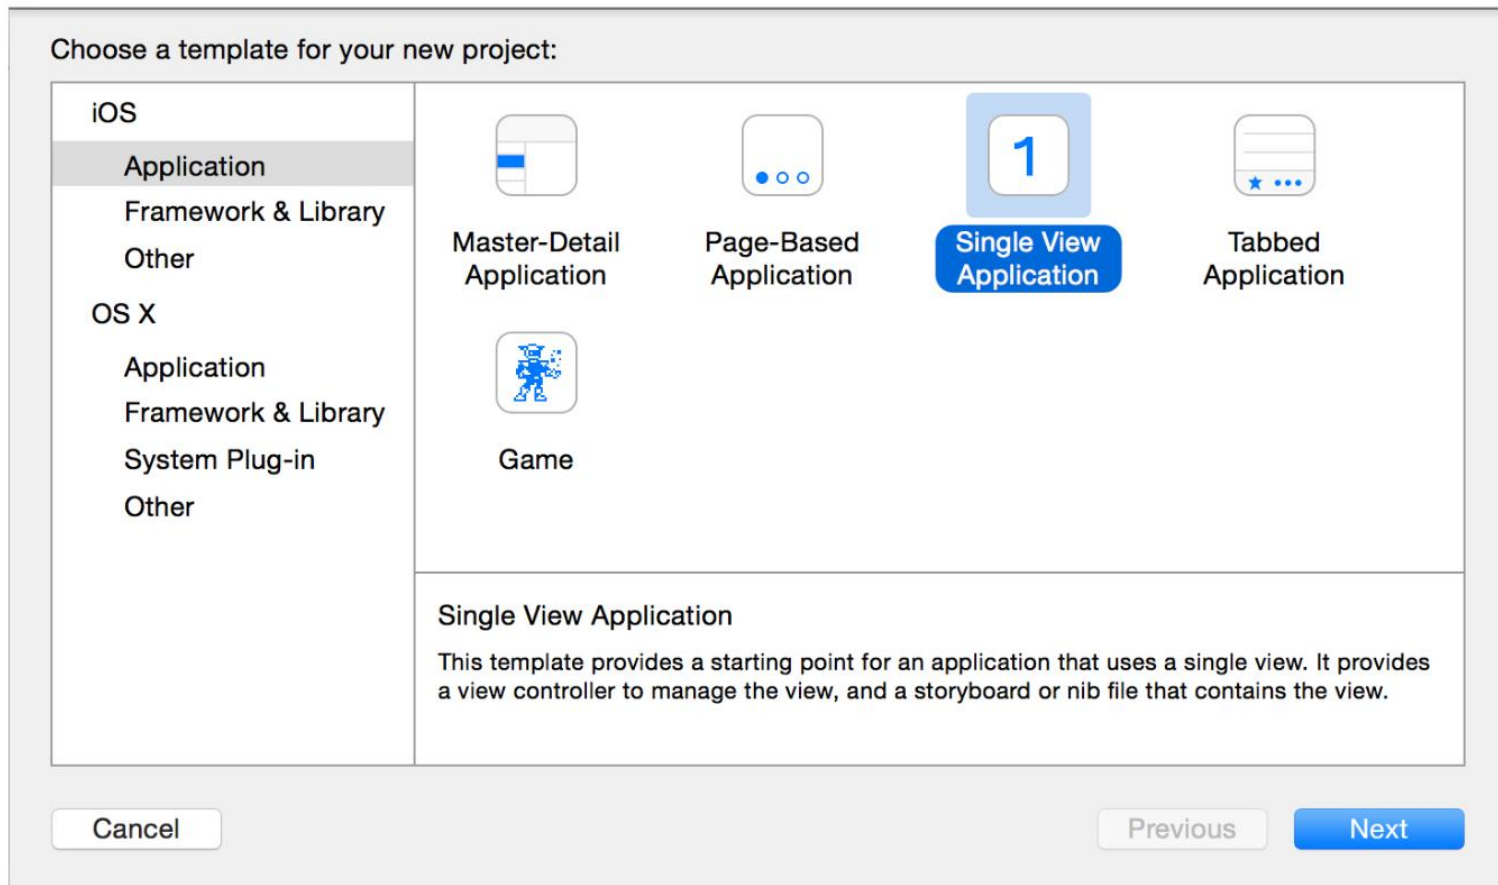 Choose a template for your new project:
iOS
Application
Framework & Library
Other
OS X
Application
Framework & Library
System Plug-in
Other
Master-Detail
Application
Page-Based
Application
1
Single View
Application
Tabbed
Application
Game
Single View Application
This template provides a starting point for an application that uses a single view. It provides
a view controller to manage the view, and a storyboard or nib file that contains the view.
Cancel
Previous
Next